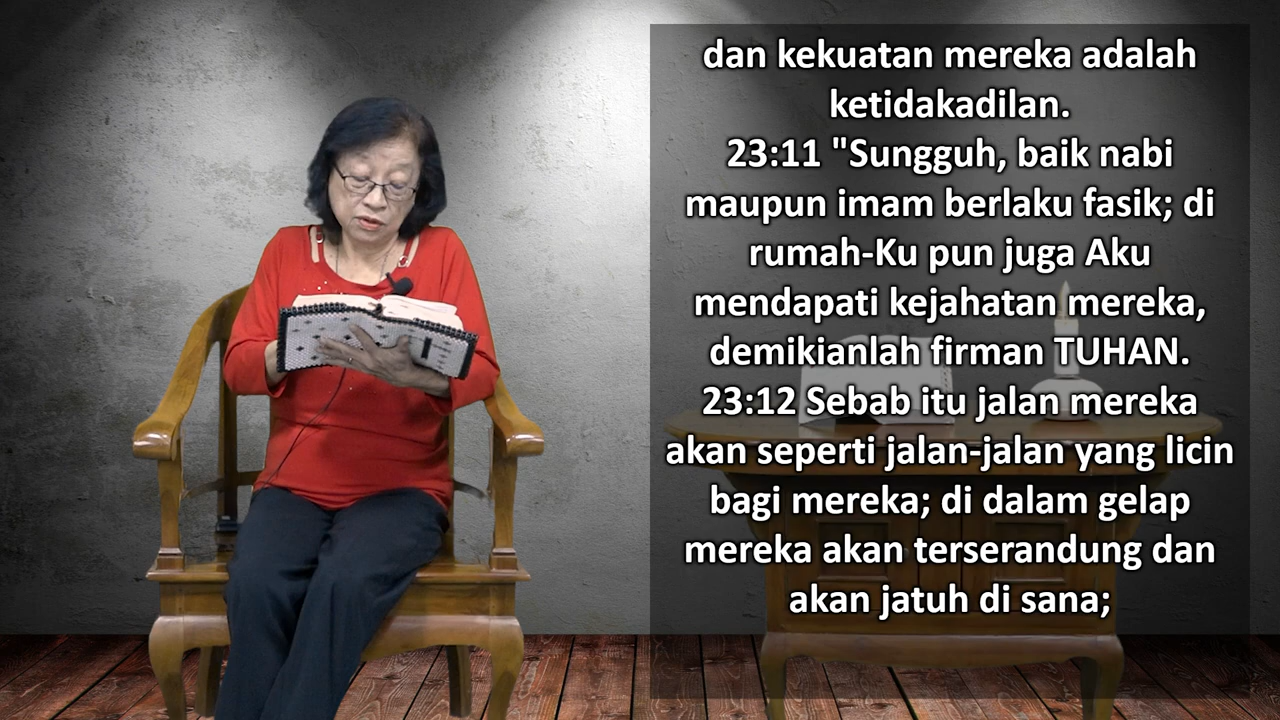 dan kekuatan mereka adalah
ketidakadilan.
23:11 "Sungguh, baik nabi
maupun imam berlaku fasik; di
rumah-Ku pun juga Aku
mendapati kejahatan mereka,
demikianlah firman TUHAN.
23:12 Sebab itu jalan mereka
akan seperti jalan-jalan yang licin
bagi mereka; di dalam gelap
mereka akan terserandung dan
akan jatuh di sana;